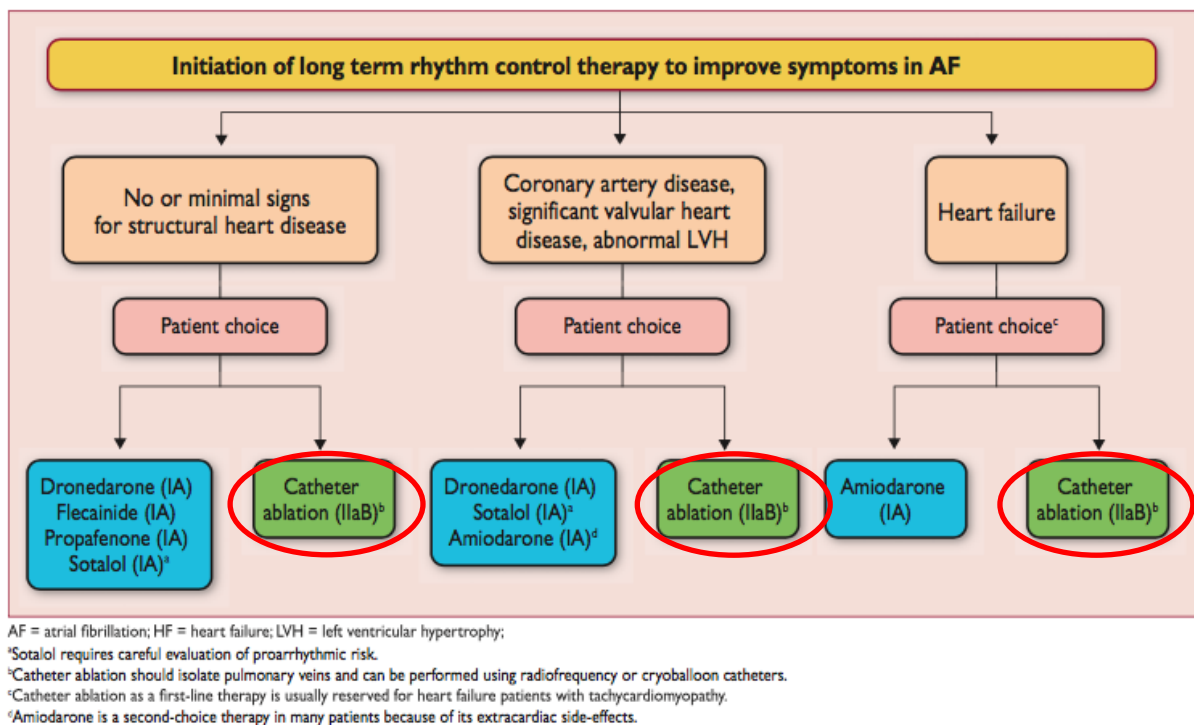 Initiation of long term rhythm control therapy to improve symptoms in AF
No or minimal signs
for structural heart disease
Coronary artery disease,
significant valvular heart
disease, abnormal LVH
Heart failure
Patient choice
Patient choice
Patient choiceᶜ
Dronedarone (IA)
Flecainide (IA)
Propafenone (IA)
Sotalol (IA)ᵃ
Catheter
ablation (IIaB)ᵇ
Dronedarone (IA)
Sotalol (IA)ᵃ
Amiodarone (IA)ᵈ
Catheter
ablation (IIaB)ᵇ
Amiodarone
(IA)
Catheter
ablation (IIaB)ᵇ
AF = atrial fibrillation; HF = heart failure; LVH = left ventricular hypertrophy;
ᵃSotalol requires careful evaluation of proarrhythmic risk.
ᵇCatheter ablation should isolate pulmonary veins and can be performed using radiofrequency or cryoballoon catheters.
ᶜCatheter ablation as a first-line therapy is usually reserved for heart failure patients with tachycardiomyopathy.
ᵈAmiodarone is a second-choice therapy in many patients because of its extracardiac side-effects.